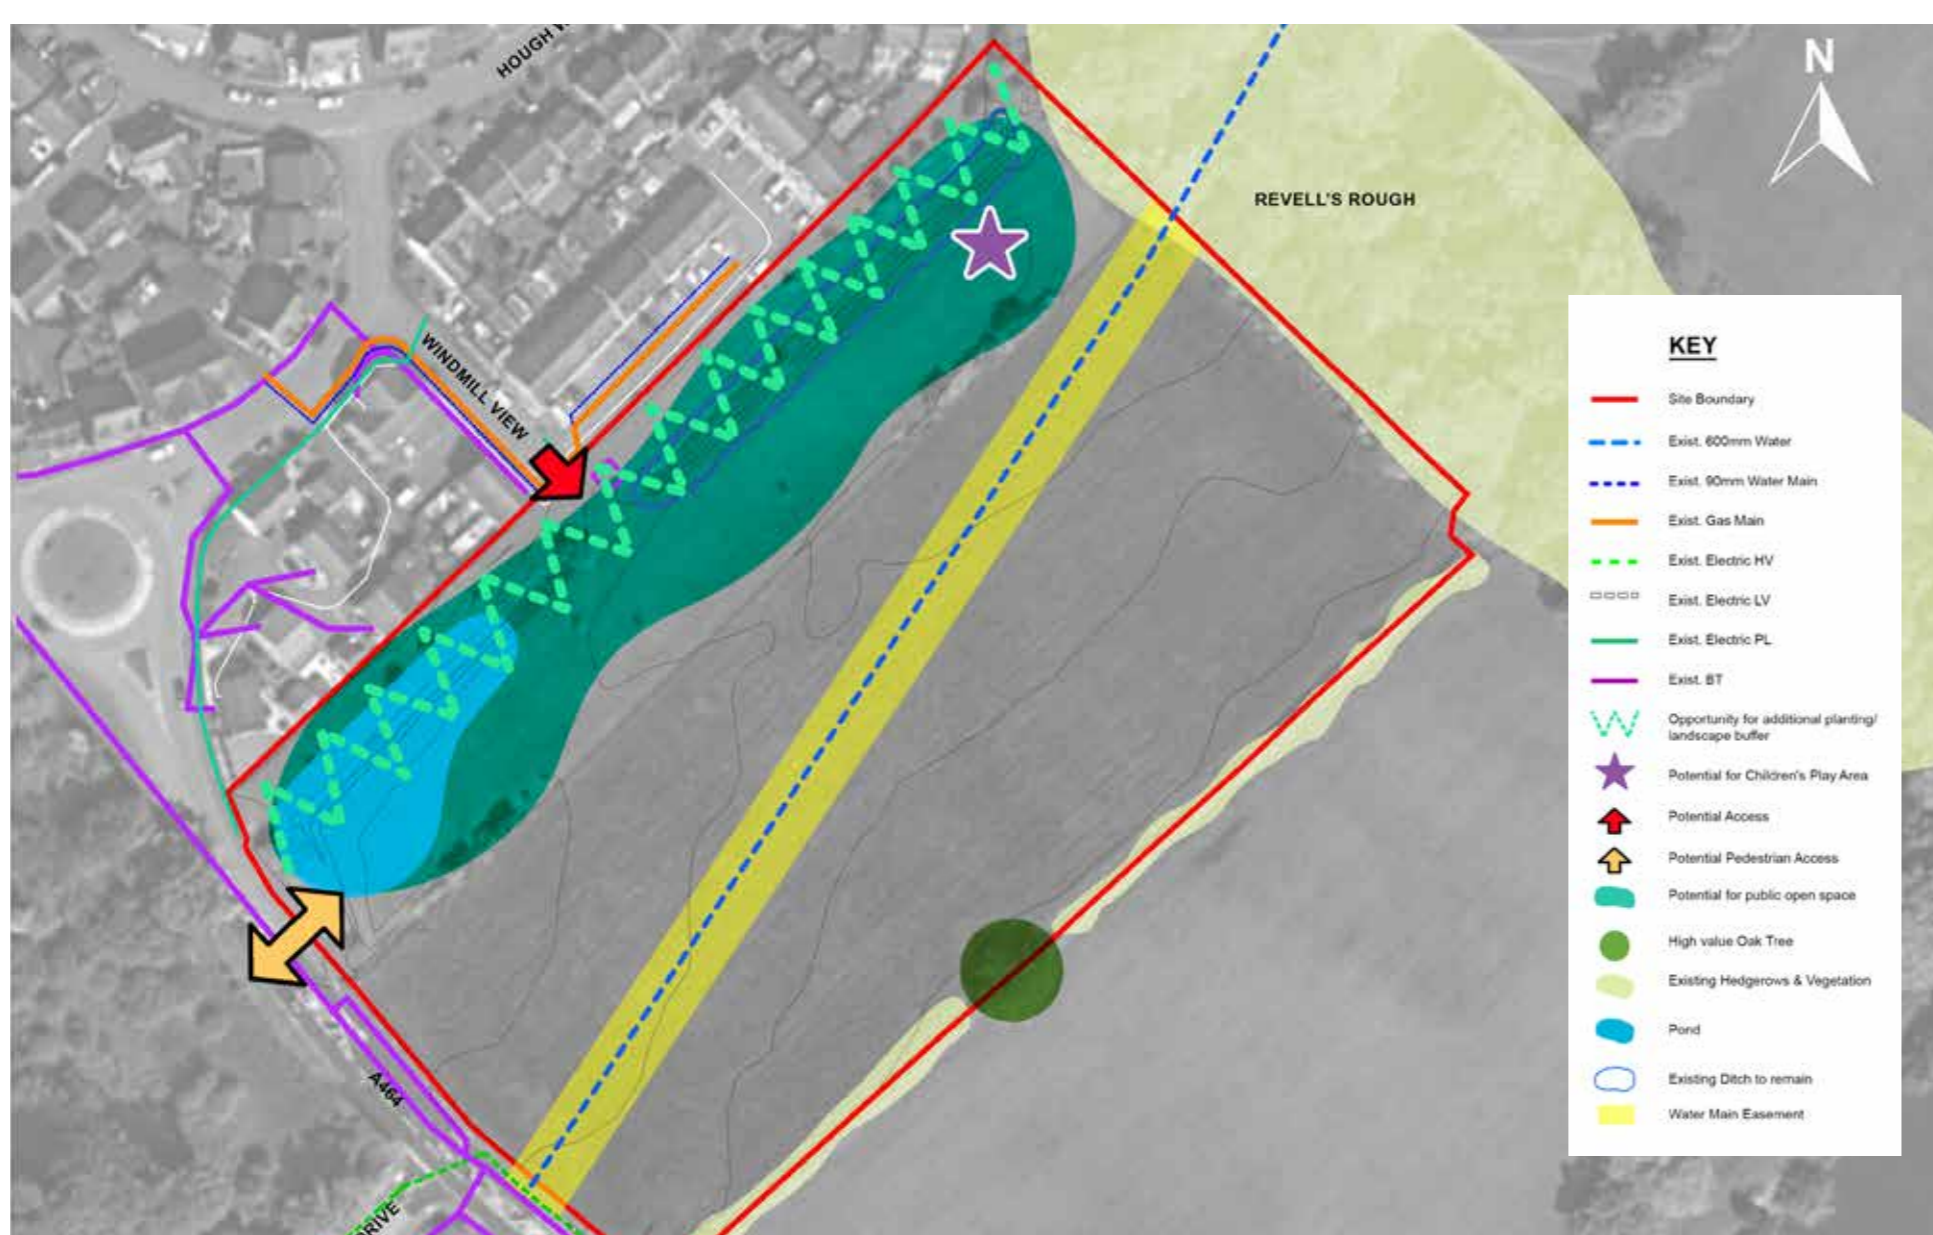 HOUGH
N
REVELL'S ROUGH
WINDMILL VIEW
A464
DRIVE
KEY
Site Boundary
Exist. 600mm Water
Exist. 90mm Water Main
Exist. Gas Main
Exist. Electric HV
Exist. Electric LV
Exist. Electric PL
Exist. BT
Opportunity for additional planting/
landscape buffer
Potential for Children's Play Area
Potential Access
Potential Pedestrian Access
Potential for public open space
High value Oak Tree
Existing Hedgerows & Vegetation
Pond
Existing Ditch to remain
Water Main Easement